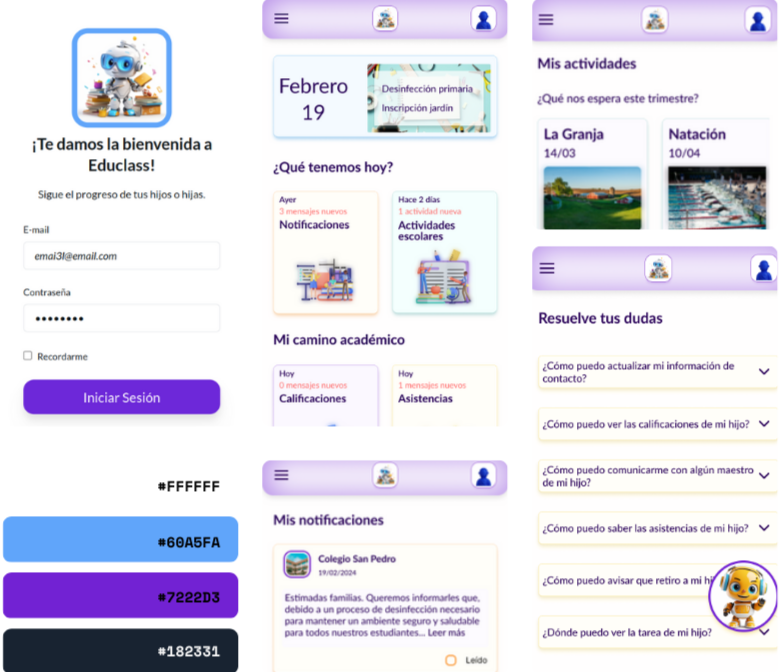 ¡Te damos la bienvenida a
Educlass!
Sigue el progreso de tus hijos o hijas.
E-mail
emai3l@email.com
Contraseña
Recordarme
Iniciar Sesión
#FFFFFF
#60A5FA
#7222D3
#182331
Febrero
19
Desinfección primaria
Inscripción jardín
¿Qué tenemos hoy?
Ayer
3 mensajes nuevos
Notificaciones
Hace 2 días
1 actividad nueva
Actividades
escolares
Mi camino académico
Hoy
0 mensajes nuevos
Calificaciones
Hoy
1 mensajes nuevos
Asistencias
Mis notificaciones
Colegio San Pedro
19/02/2024
Estimadas familias. Queremos informarles que,
debido a un proceso de desinfección necesario
para mantener un ambiente seguro y saludable
para todos nuestros estudiantes... Leer más
Leído
Mis actividades
¿Qué nos espera este trimestre?
La Granja
14/03
Natación
10/04
Resuelve tus dudas
¿Cómo puedo actualizar mi información de
contacto?
¿Cómo puedo ver las calificaciones de mi hijo?
¿Cómo puedo comunicarme con algún maestro
de mi hijo?
¿Cómo puedo saber las asistencias de mi hijo?
¿Cómo puedo avisar que retiro a mi hi
¿Dónde puedo ver la tarea de mi hijo?